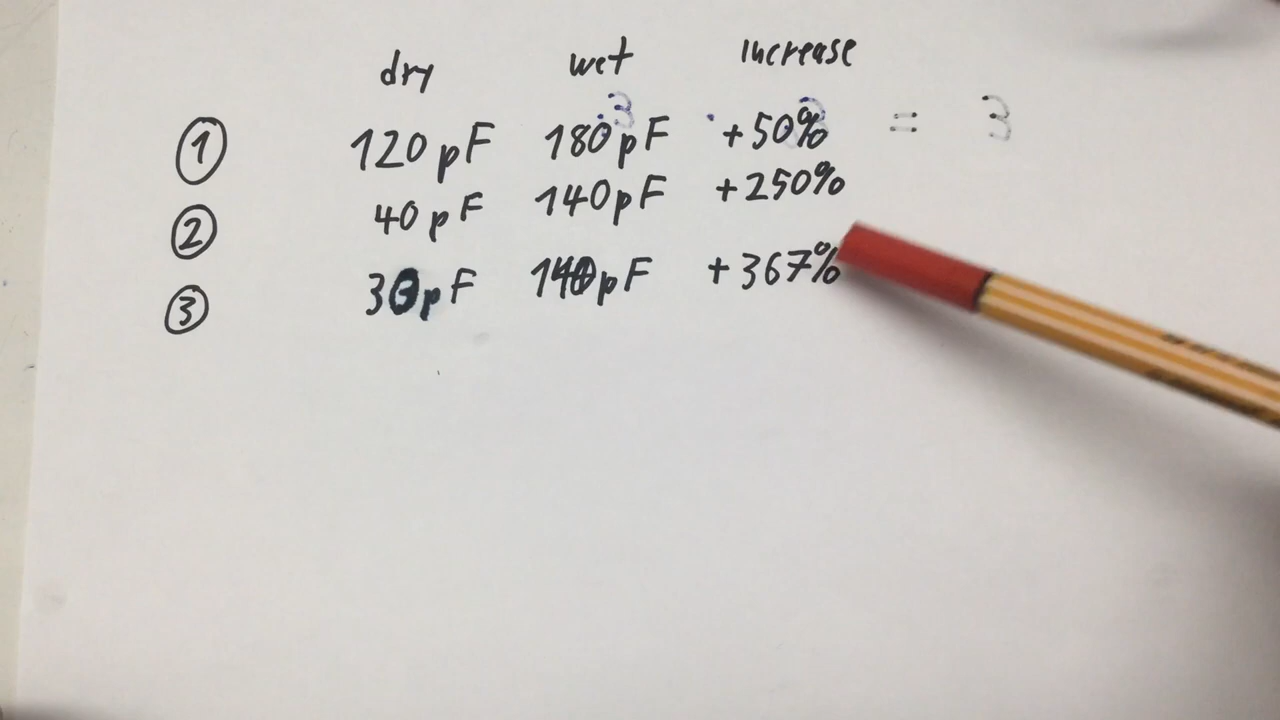 dry wet increase
① 120pF 180pF +50% = 3
② 40pF 140pF +250%
③ 30pF 140pF +367%